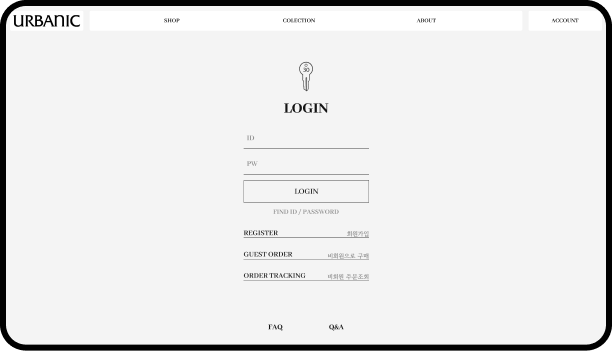 URBANIC SHOP COLECTION ABOUT ACCOUNT
30
LOGIN
ID
PW
LOGIN
FIND ID / PASSWORD
REGISTER 회원가입
GUEST ORDER 비회원으로 구매
ORDER TRACKING 비회원 주문조회
FAQ Q&A